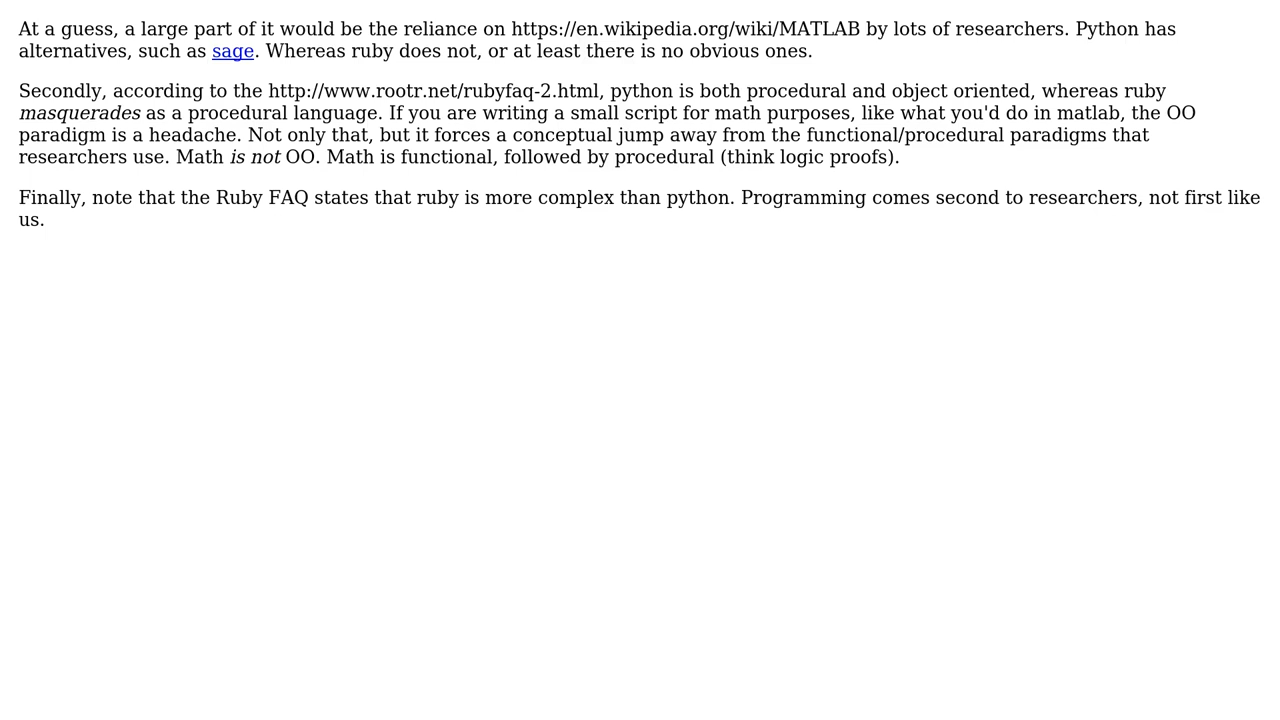 At a guess, a large part of it would be the reliance on https://en.wikipedia.org/wiki/MATLAB by lots of researchers. Python has
alternatives, such as sage. Whereas ruby does not, or at least there is no obvious ones.
Secondly, according to the http://www.rootr.net/rubyfaq-2.html, python is both procedural and object oriented, whereas ruby
masquerades as a procedural language. If you are writing a small script for math purposes, like what you'd do in matlab, the OO
paradigm is a headache. Not only that, but it forces a conceptual jump away from the functional/procedural paradigms that
researchers use. Math is not OO. Math is functional, followed by procedural (think logic proofs).
Finally, note that the Ruby FAQ states that ruby is more complex than python. Programming comes second to researchers, not first like
us.